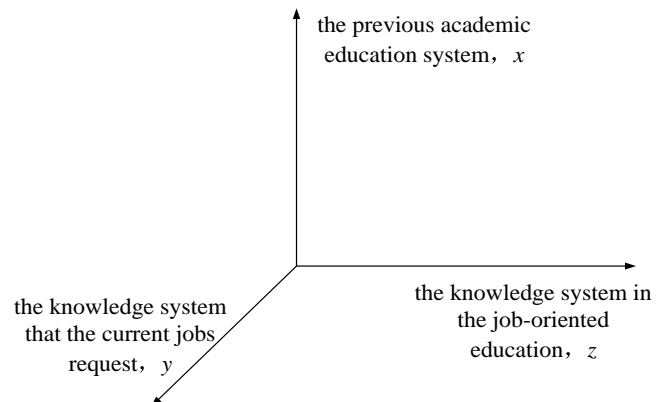 the previous academic
education system，x
the knowledge system
that the current jobs
request，y
the knowledge system in
the job-oriented
education，z